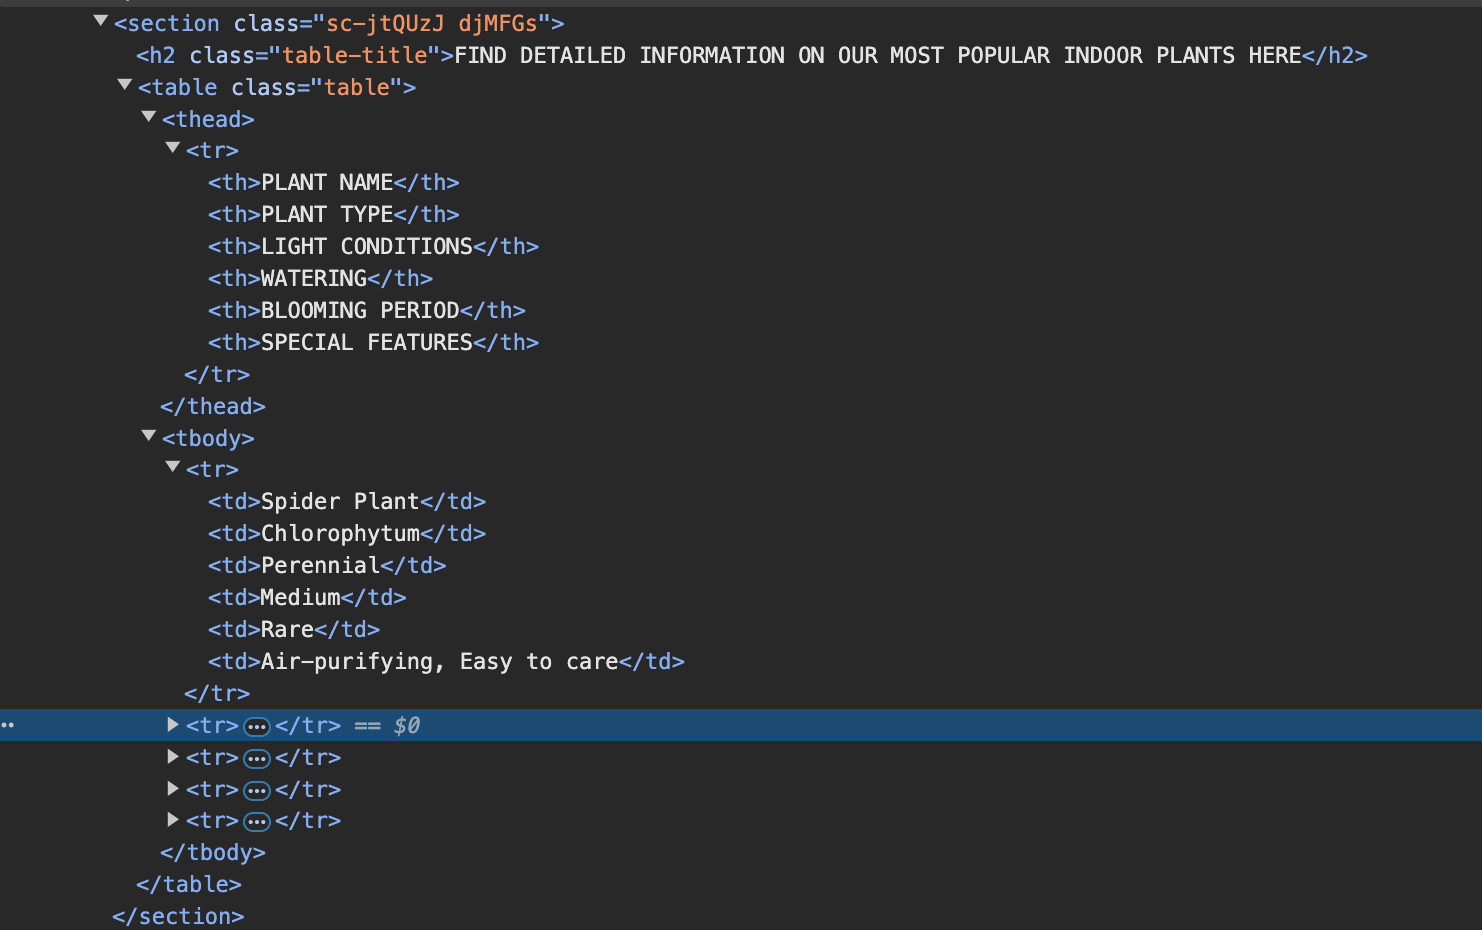 <section class="sc-jtQUzJ djMFGs">
<h2 class="table-title">FIND DETAILED INFORMATION ON OUR MOST POPULAR INDOOR PLANTS HERE</h2>
<table class="table">
<thead>
<tr>
<th>PLANT NAME</th>
<th>PLANT TYPE</th>
<th>LIGHT CONDITIONS</th>
<th>WATERING</th>
<th>BLOOMING PERIOD</th>
<th>SPECIAL FEATURES</th>
</tr>
</thead>
<tbody>
<tr>
<td>Spider Plant</td>
<td>Chlorophytum</td>
<td>Perennial</td>
<td>Medium</td>
<td>Rare</td>
<td>Air-purifying, Easy to care</td>
</tr>
<tr>…</tr> == $0
<tr>…</tr>
<tr>…</tr>
<tr>…</tr>
</tbody>
</table>
</section>